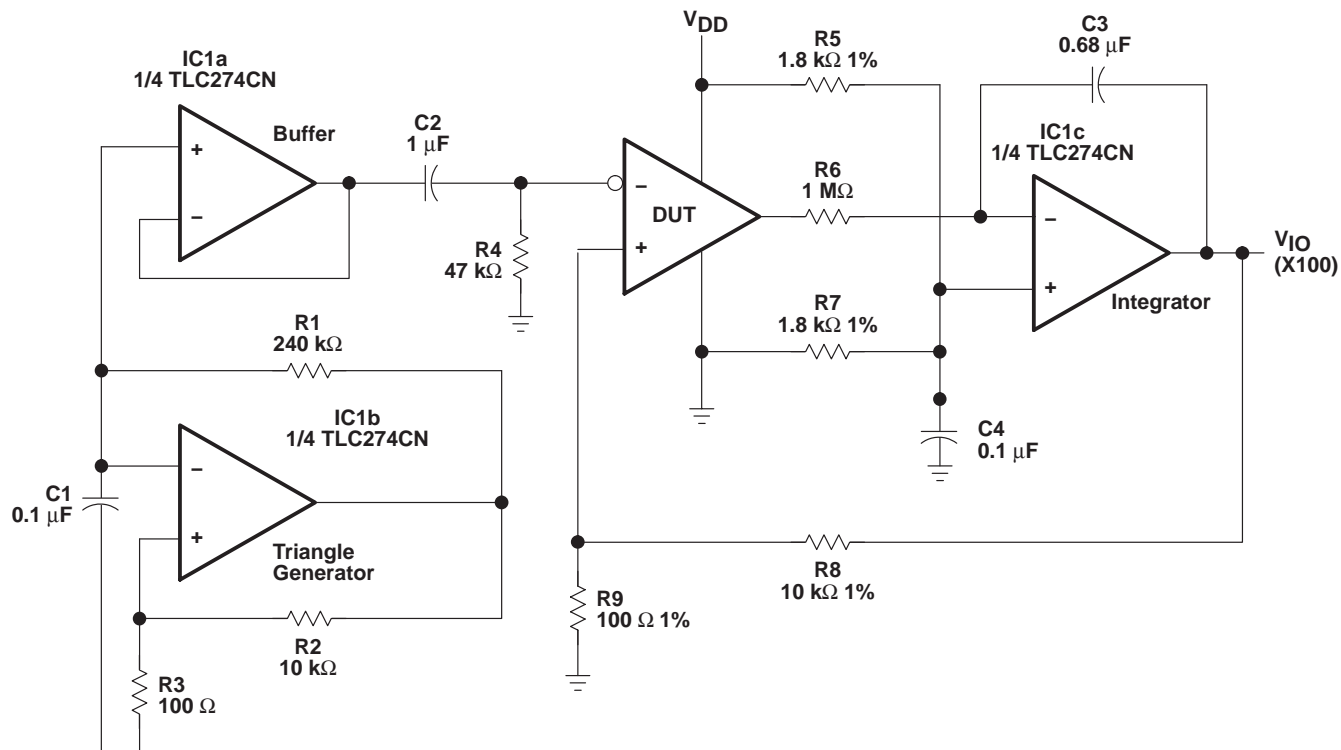 VDD
C3
0.68 μF
R5
1.8 kΩ 1%
IC1a
1/4 TLC274CN
Buffer
C2
1 μF
IC1c
1/4 TLC274CN
R6
1 MΩ
+
−
−
DUT
+
−
+
VIO
(X100)
R4
47 kΩ
Integrator
R7
1.8 kΩ 1%
R1
240 kΩ
IC1b
1/4 TLC274CN
C4
0.1 μF
−
+
C1
0.1 μF
Triangle
Generator
R8
10 kΩ 1%
R9
100 Ω 1%
R2
10 kΩ
R3
100 Ω